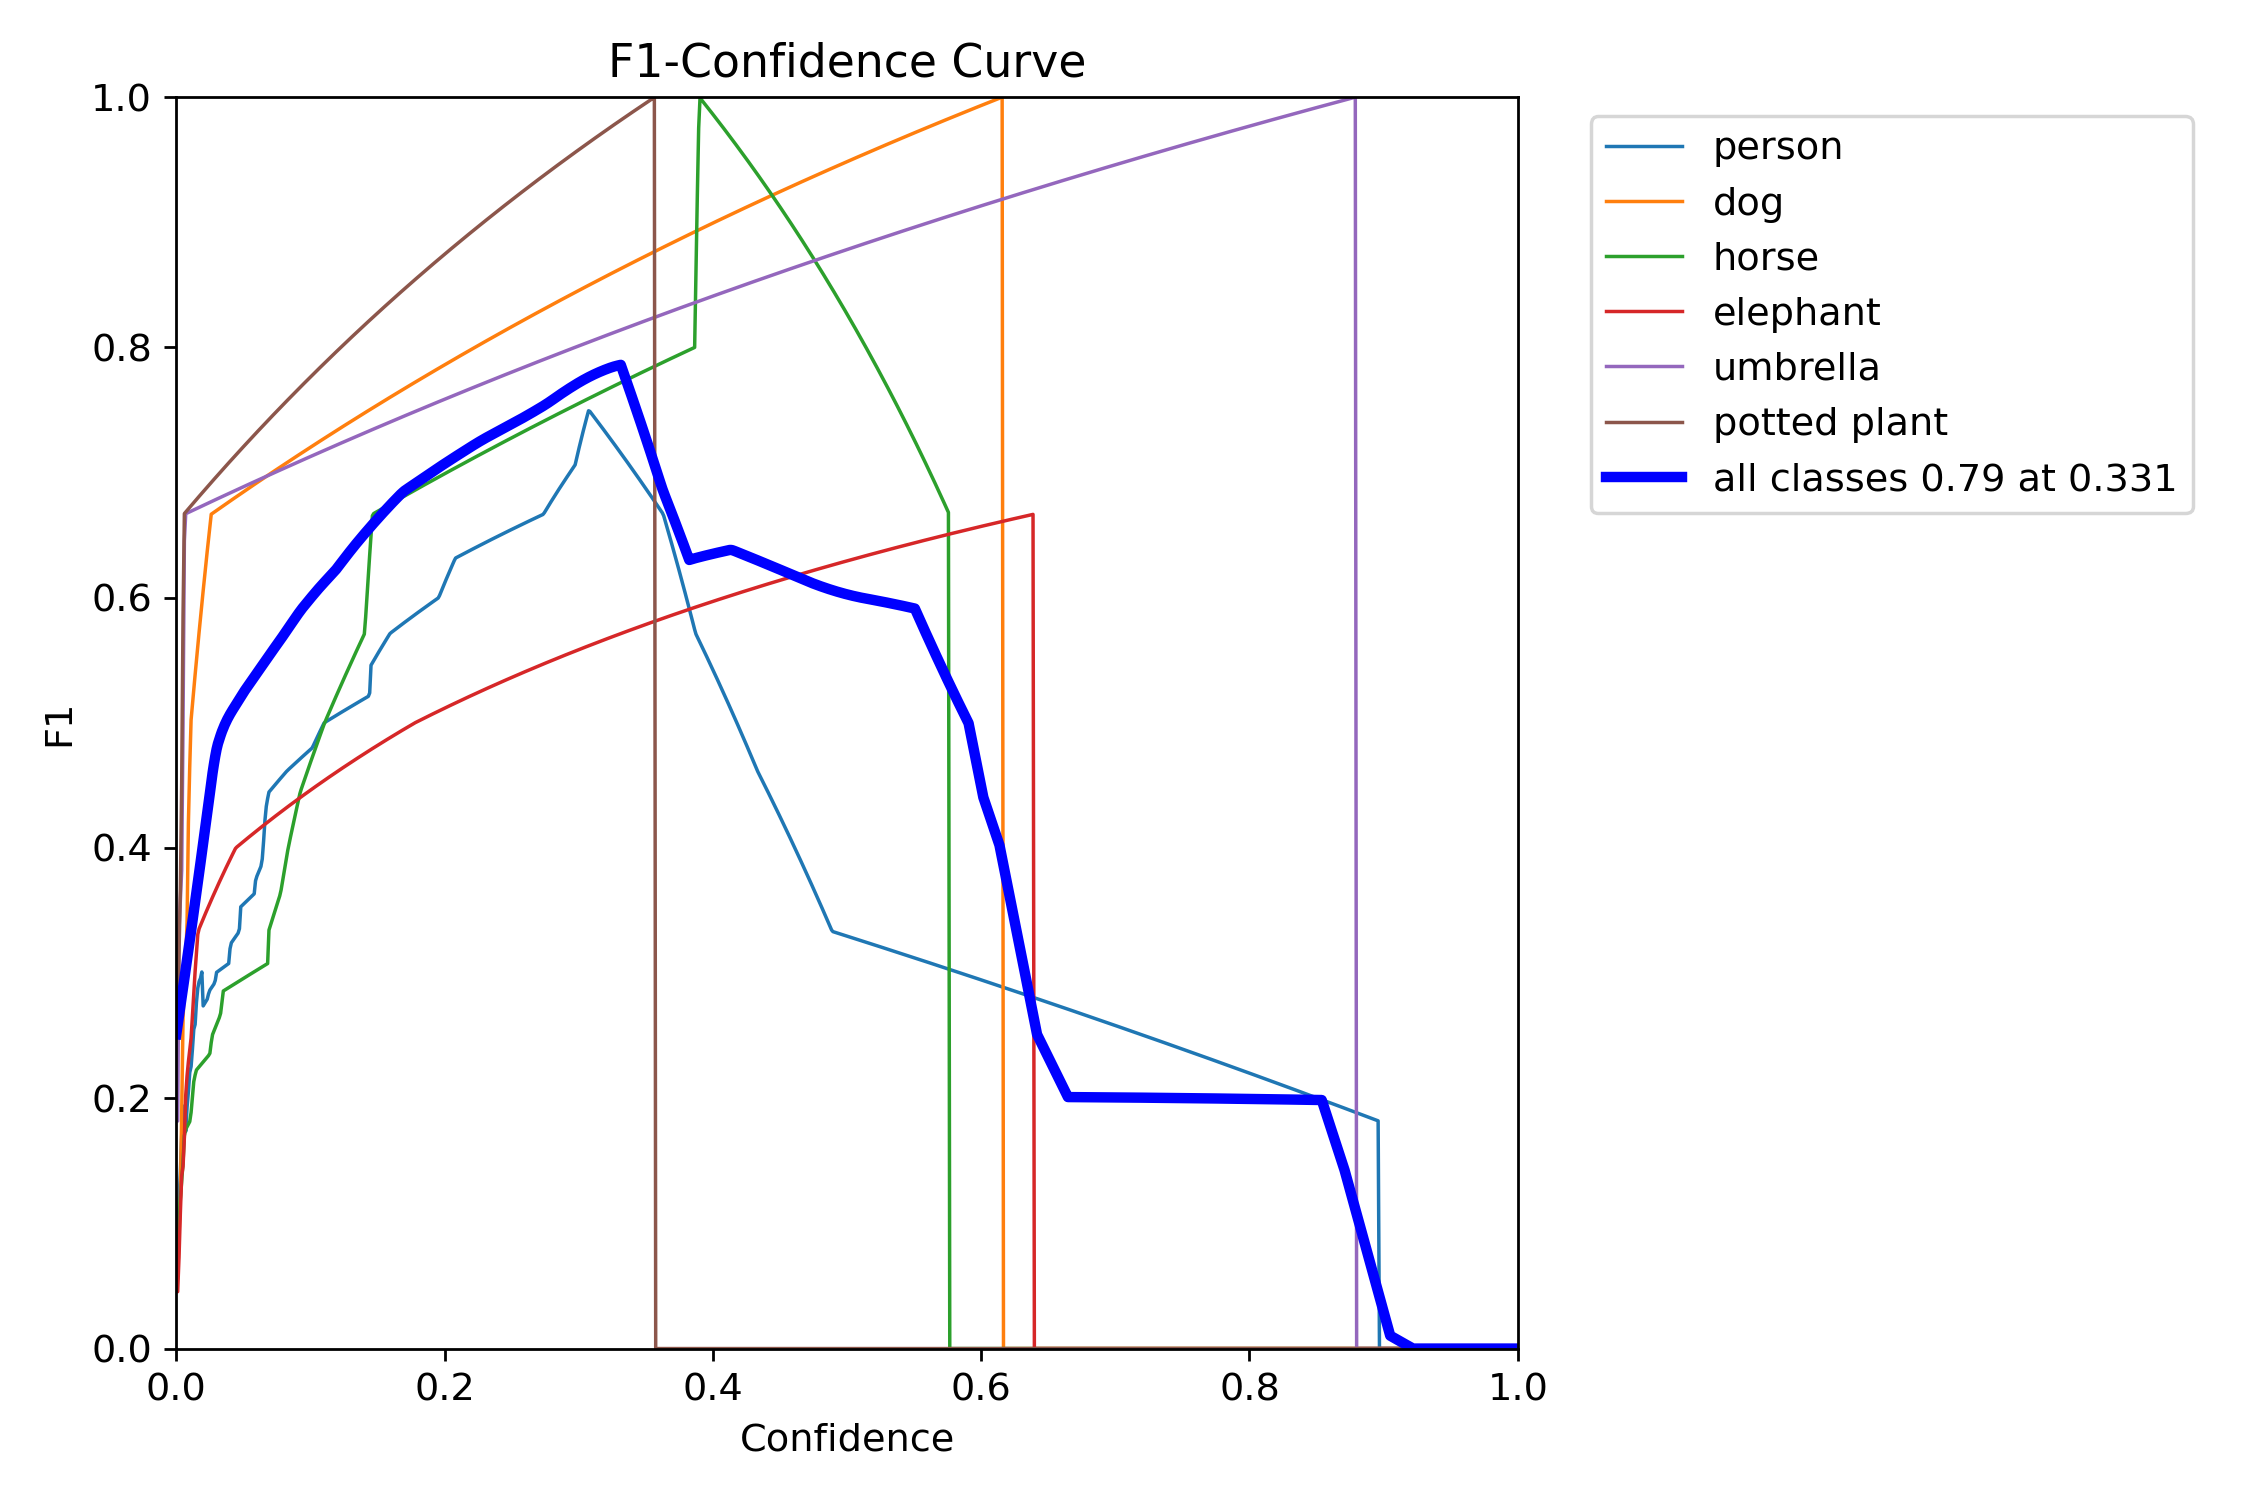 F1-Confidence Curve
1.0
0.8
0.6
0.4
0.2
0.0
F1
0.0 0.2 0.4 0.6 0.8 1.0
Confidence
person
dog
horse
elephant
umbrella
potted plant
all classes 0.79 at 0.331